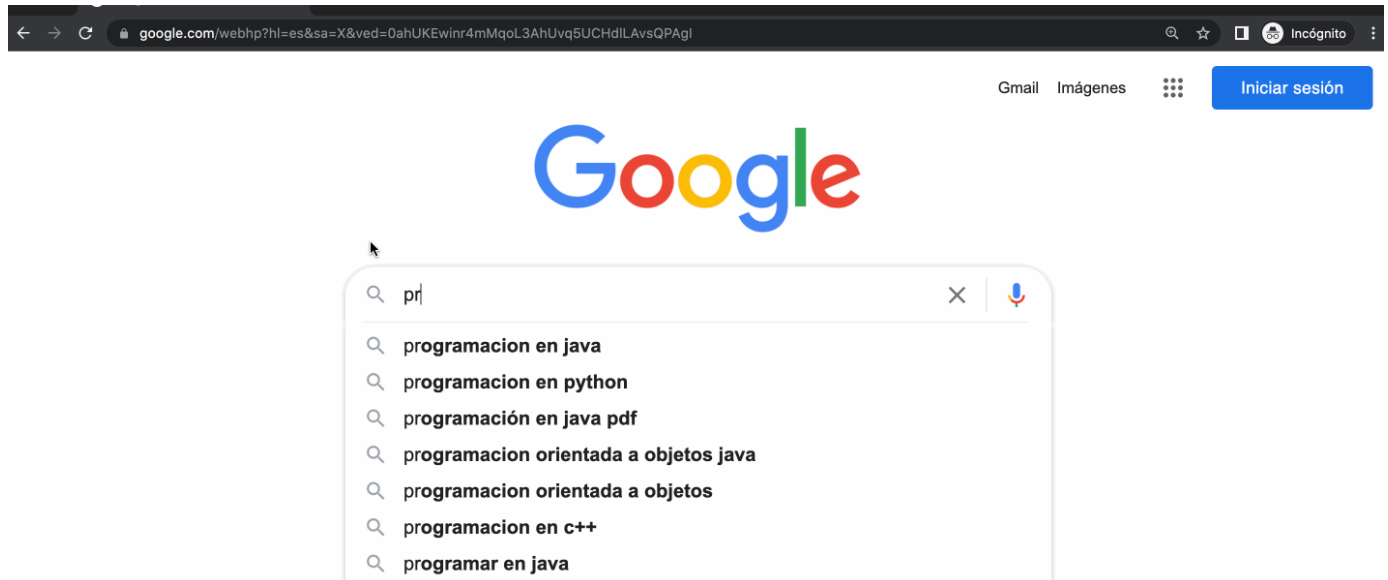 google.com/webhp?hl=es&sa=X&ved=0ahUKEwinr4mMqoL3AhUvq5UCHdlLAvsQPAgI
Incógnito
Gmail Imágenes Iniciar sesión
Google
pr
programacion en java
programacion en python
programación en java pdf
programacion orientada a objetos java
programacion orientada a objetos
programacion en c++
programar en java